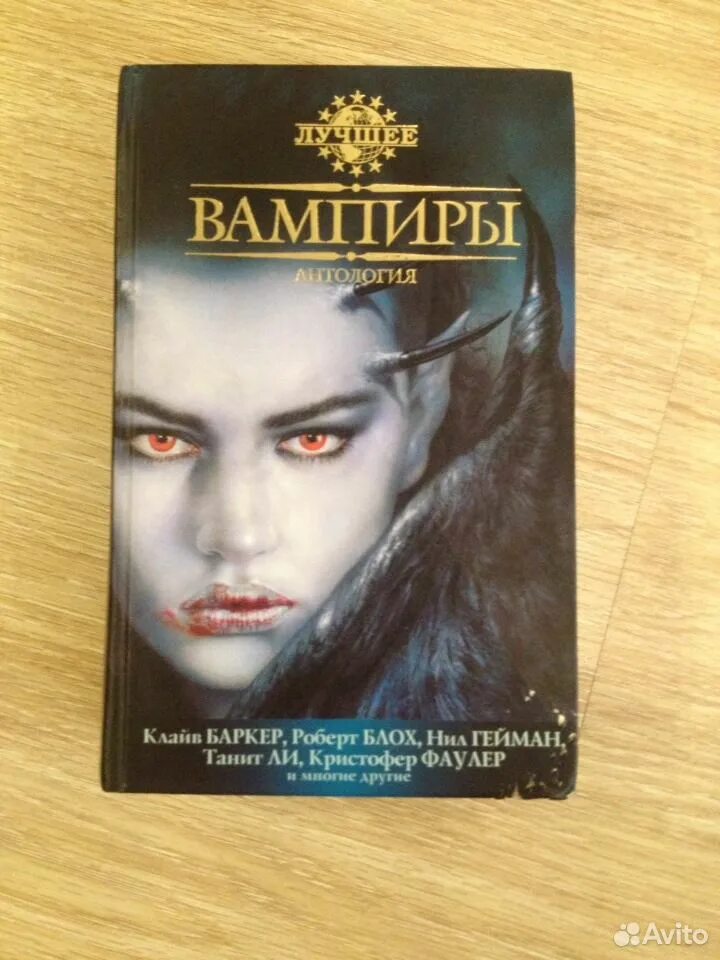 ЛУЧШЕЕ
ВАМПИРЫ
АНТОЛОГИЯ
Клайв БАРКЕР, Роберт БЛОХ, Нил ГЕЙМАН,
Танит ЛИ, Кристофер ФАУЛЕР
и многие другие
Avito